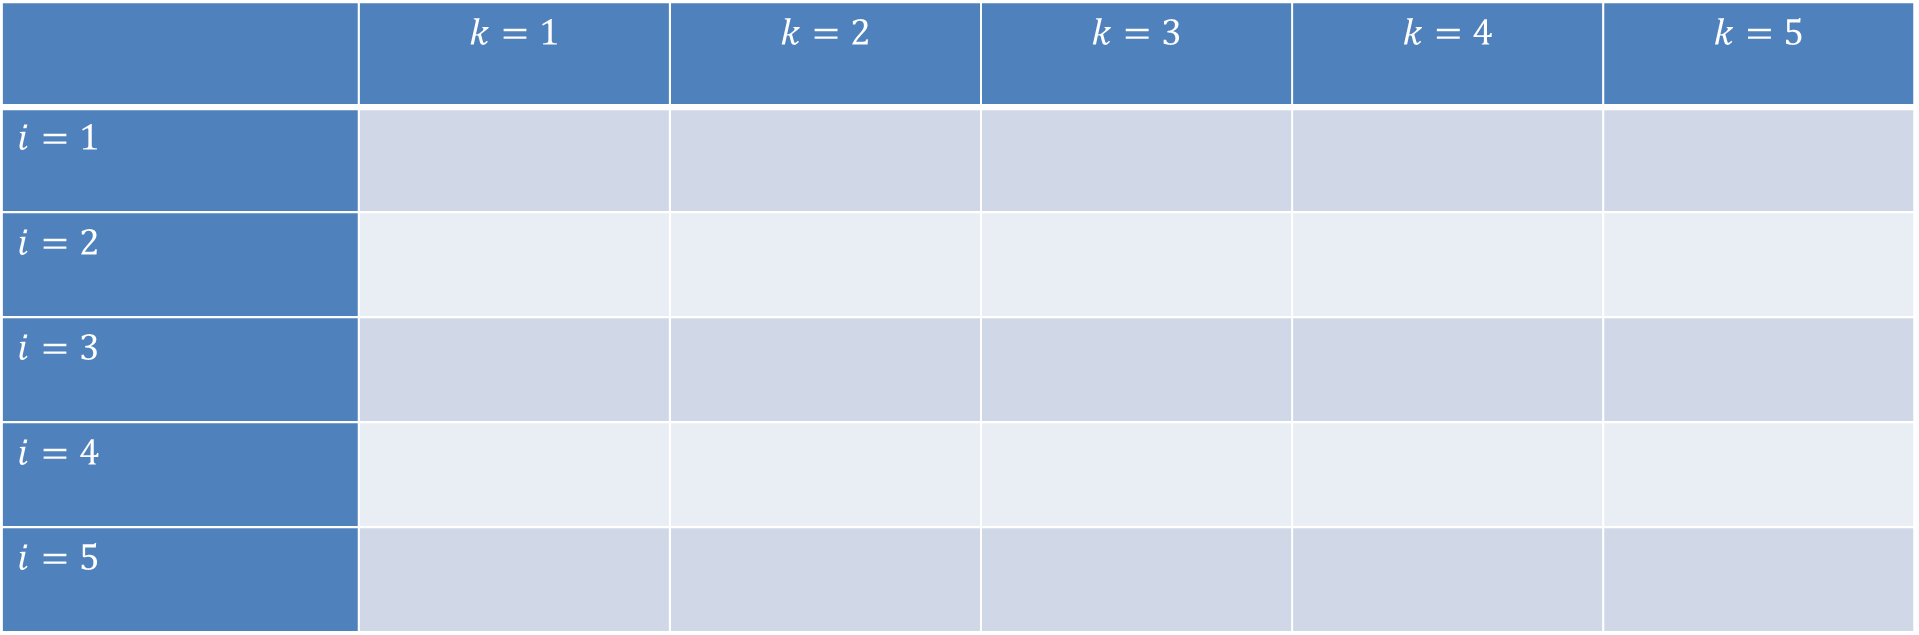 k = 1 k = 2 k = 3 k = 4 k = 5
i = 1
i = 2
i = 3
i = 4
i = 5